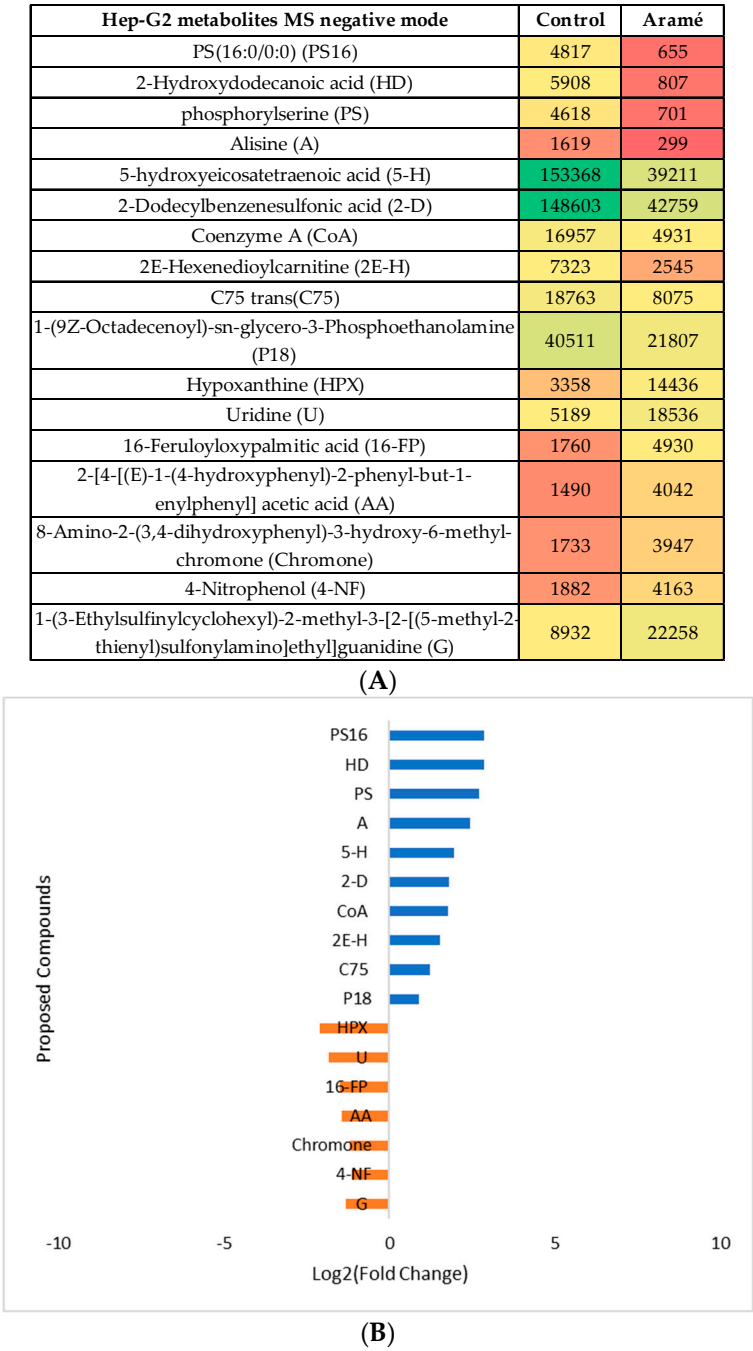 Hep-G2 metabolites MS negative mode Control Aramé
PS(16:0/0:0) (PS16) 4817 655
2-Hydroxydodecanoic acid (HD) 5908 807
phosphorylserine (PS) 4618 701
Alisine (A) 1619 299
5-hydroxyeicosatetraenoic acid (5-H) 153368 39211
2-Dodecylbenzenesulfonic acid (2-D) 148603 42759
Coenzyme A (CoA) 16957 4931
2E-Hexenedioylcarnitine (2E-H) 7323 2545
C75 trans(C75) 18763 8075
1-(9Z-Octadecenoyl)-sn-glycero-3-Phosphoethanolamine
(P18) 40511 21807
Hypoxanthine (HPX) 3358 14436
Uridine (U) 5189 18536
16-Feruloyloxypalmitic acid (16-FP) 1760 4930
2-[4-[(E)-1-(4-hydroxyphenyl)-2-phenyl-but-1-
enylphenyl] acetic acid (AA) 1490 4042
8-Amino-2-(3,4-dihydroxyphenyl)-3-hydroxy-6-methyl-
chromone (Chromone) 1733 3947
4-Nitrophenol (4-NF) 1882 4163
1-(3-Ethylsulfinylcyclohexyl)-2-methyl-3-[2-[(5-methyl-2-
thienyl)sulfonylamino]ethyl]guanidine (G) 8932 22258
(A)
Proposed Compounds
PS16
HD
PS
A
5-H
2-D
CoA
2E-H
C75
P18
HPX
U
16-FP
AA
Chromone
4-NF
G
-10 -5 0 5 10
Log2(Fold Change)
(B)